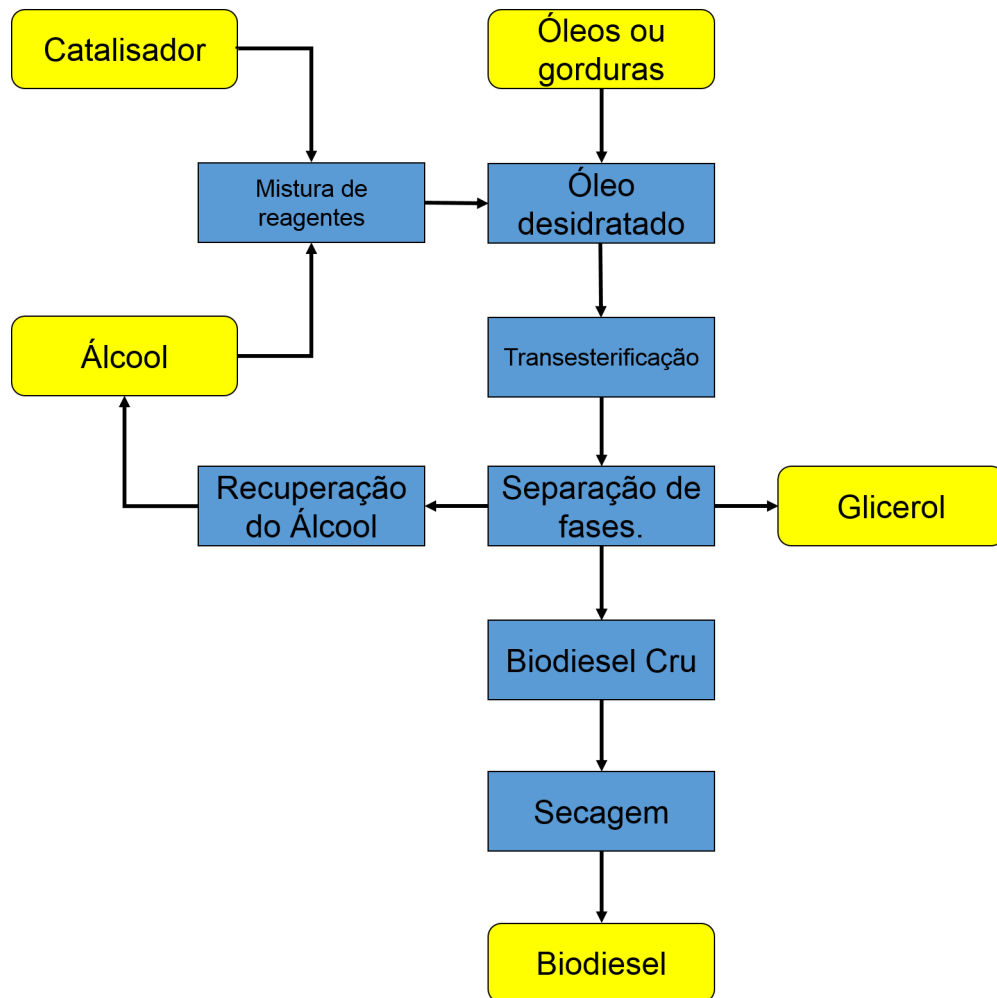 Catalisador
Óleos ou
gorduras
Mistura de
reagentes
Óleo
desidratado
Álcool
Transesterificação
Recuperação
do Álcool
Separação de
fases.
Glicerol
Biodiesel Cru
Secagem
Biodiesel